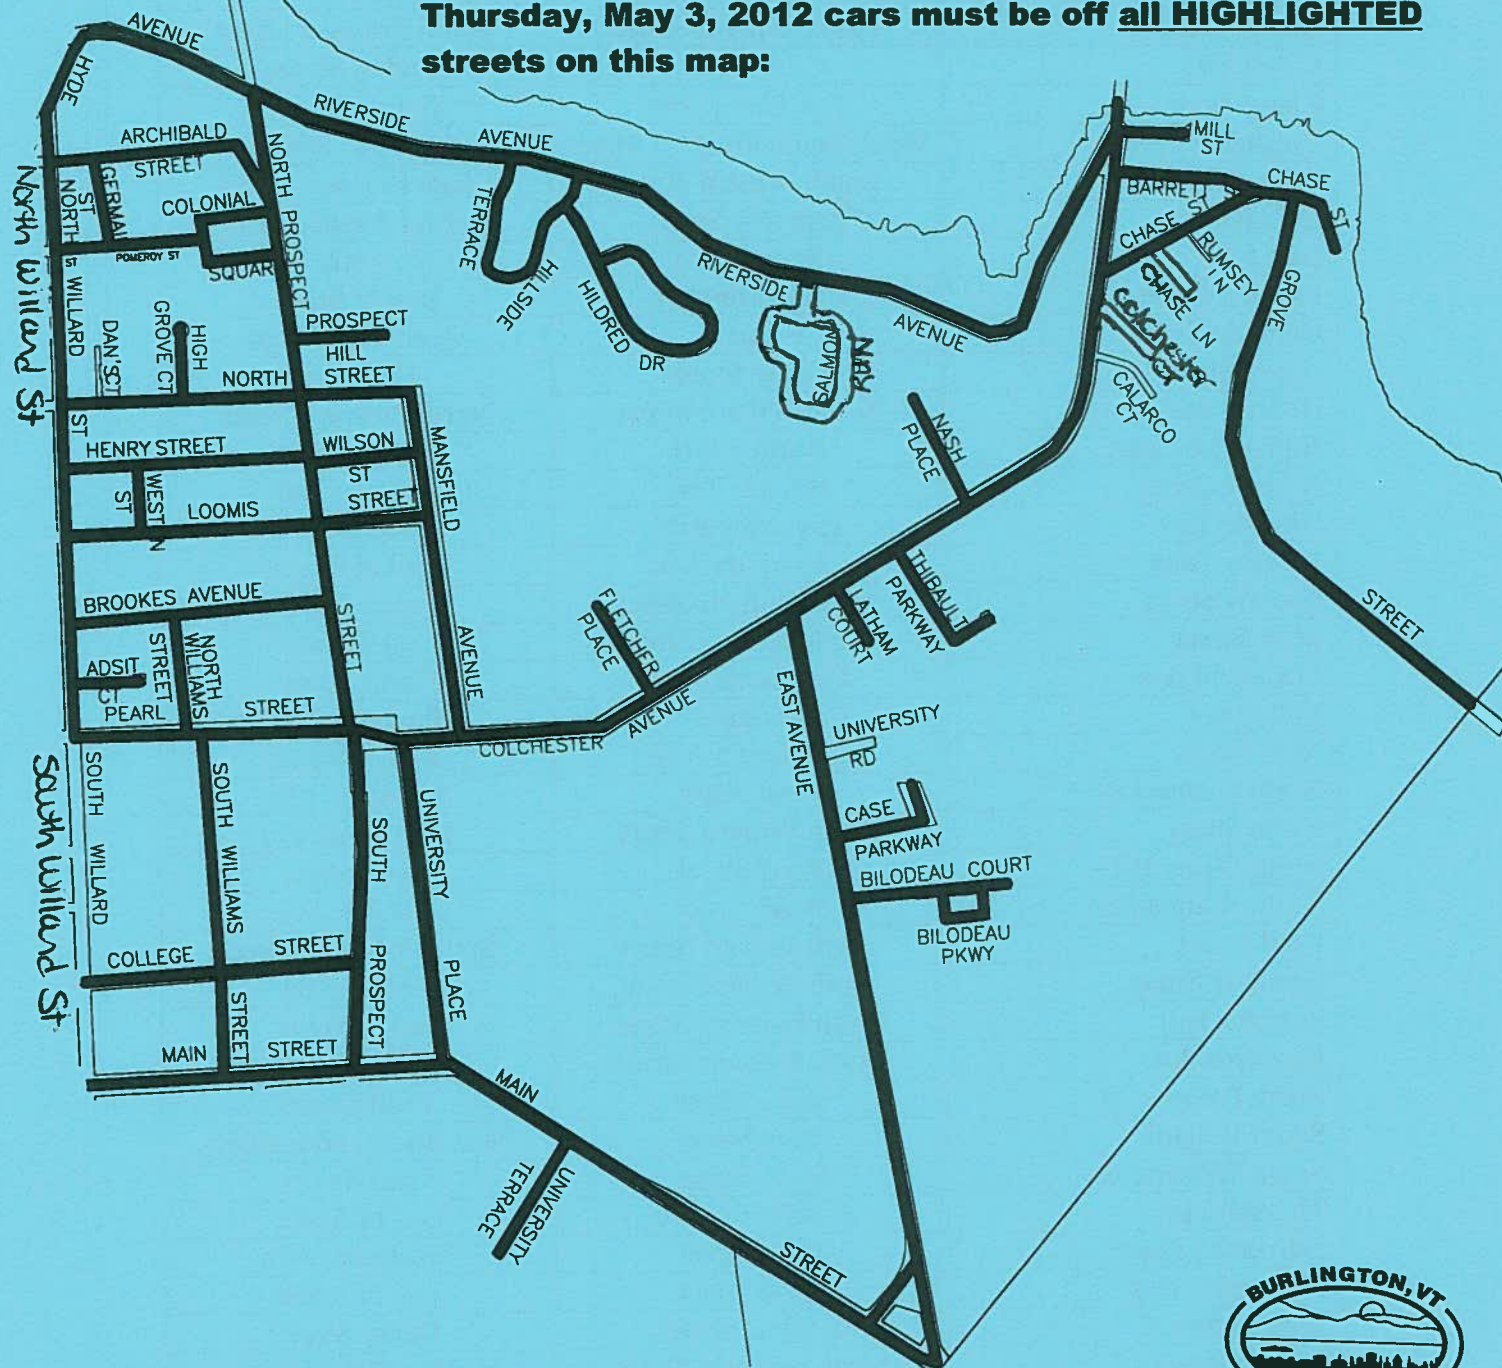 Thursday, May 3, 2012 cars must be off all HIGHLIGHTED
streets on this map:
AVENUE
HYDE
RIVERSIDE
AVENUE
ARCHIBALD
STREET
NORTH PROSPECT
MILL
ST
BARRETT ST
CHASE
ST
GERMAIN
ST
NORTH
ST
COLONIAL
SQUARE
POMEROY ST
North Willard St
WILLARD
ST
TERRACE
HILLSIDE
HILDRED DR
RIVERSIDE
AVENUE
SALMON
RUN
CHASE
RUMSEY
LN
CHASE LN
Colchester
CT
CALARCO
CT
GROVE
STREET
DAN'S CT
GROVE CT
HIGH
PROSPECT
HILL
STREET
NORTH
HENRY STREET
WILSON
ST
MANSFIELD
AVENUE
WESTON
ST
LOOMIS
STREET
NASH
PLACE
BROOKES AVENUE
STREET
THIBAULT
PARKWAY
LATHAM
COURT
FLETCHER
PLACE
ADSIT
CT
STREET
NORTH
WILLIAMS
PEARL
STREET
COLCHESTER
AVENUE
EAST AVENUE
UNIVERSITY
RD
CASE
PARKWAY
BILODEAU COURT
BILODEAU
PKWY
South Willard St
SOUTH WILLARD
SOUTH WILLIAMS
STREET
SOUTH PROSPECT
UNIVERSITY PLACE
COLLEGE
STREET
MAIN
STREET
MAIN
STREET
UNIVERSITY
TERRACE
BURLINGTON, VT